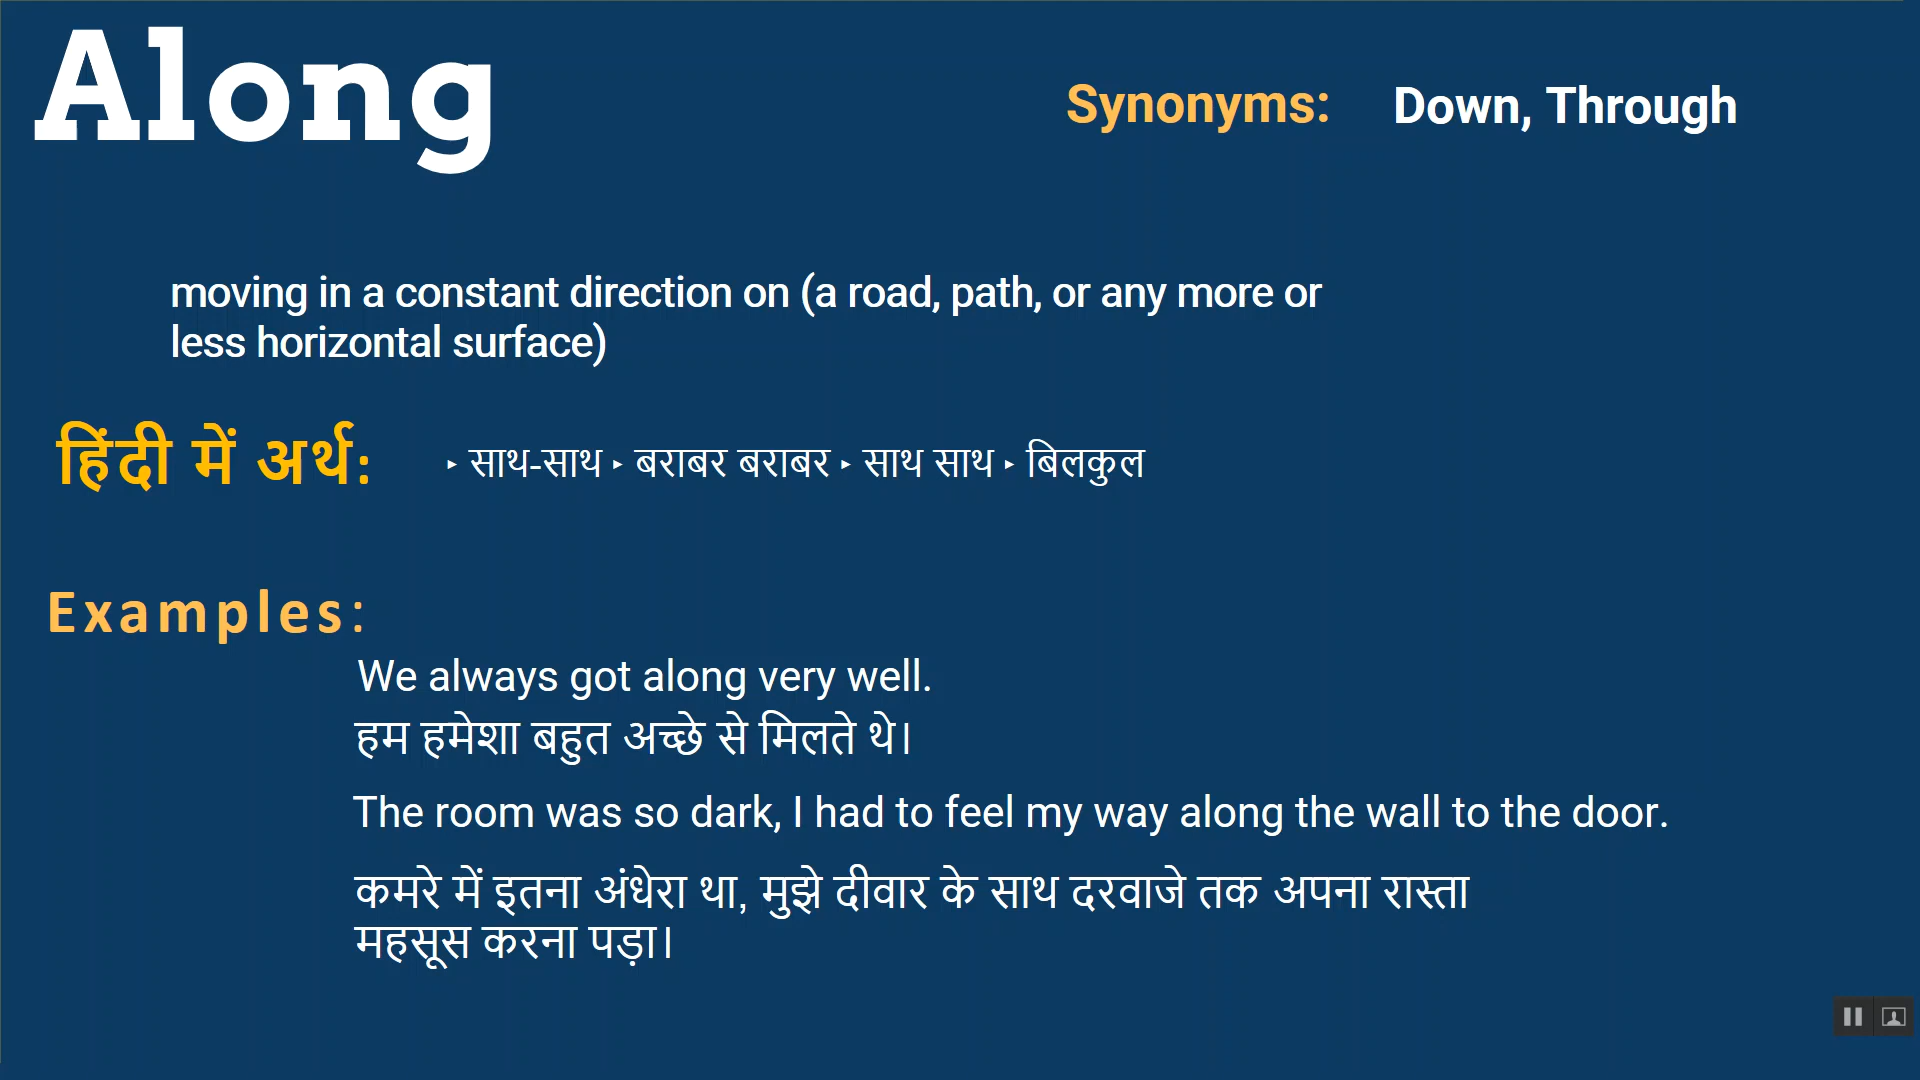 Along
Synonyms: Down, Through
moving in a constant direction on (a road, path, or any more or
less horizontal surface)
हिंदी में अर्थ: ‣ साथ-साथ ‣ बराबर बराबर ‣ साथ साथ ‣ बिलकुल
Examples:
We always got along very well.
हम हमेशा बहुत अच्छे से मिलते थे।
The room was so dark, I had to feel my way along the wall to the door.
कमरे में इतना अंधेरा था, मुझे दीवार के साथ दरवाजे तक अपना रास्ता
महसूस करना पड़ा।